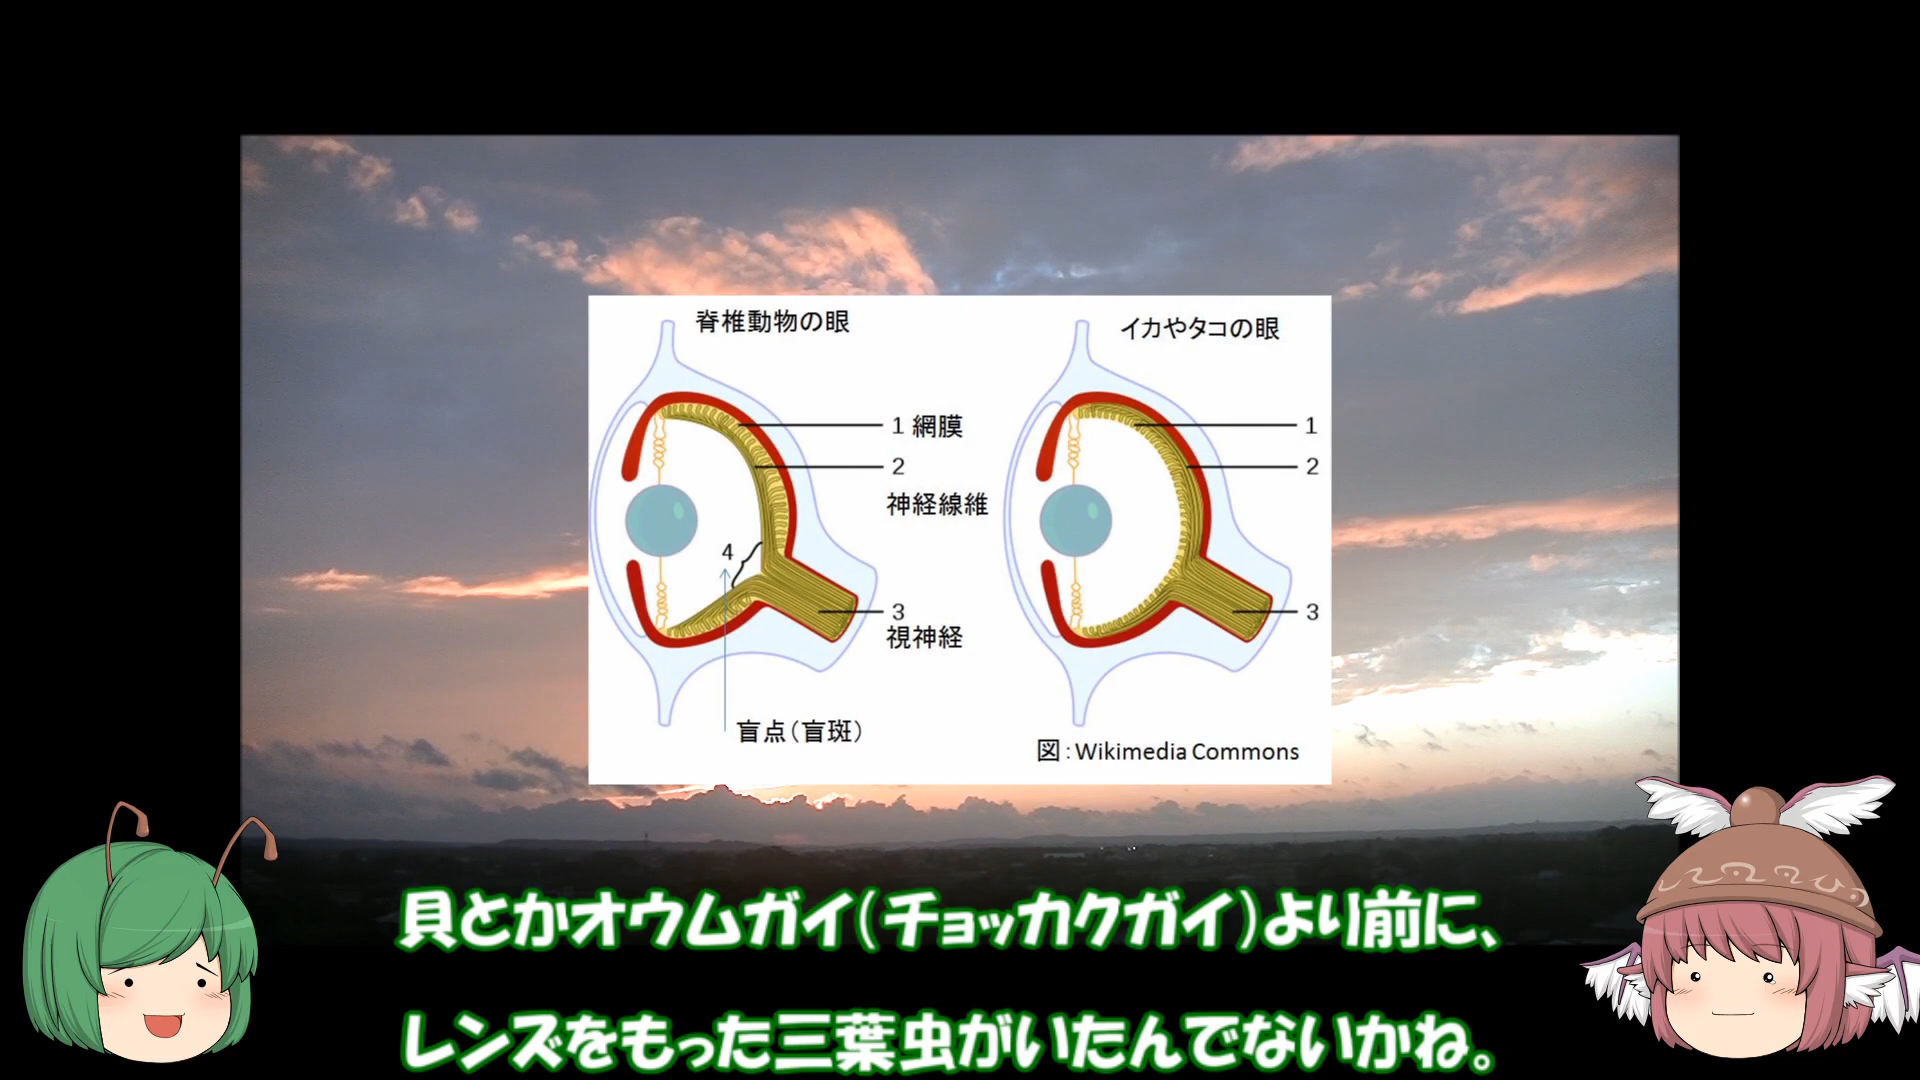 脊椎動物の眼
イカやタコの眼
1 網膜
2
神経線維
4
3
視神経
盲点(盲斑)
1
2
3
図:Wikimedia Commons
貝とかオウムガイ(チョッカクガイ)より前に、
レンズをもった三葉虫がいたんでないかね。